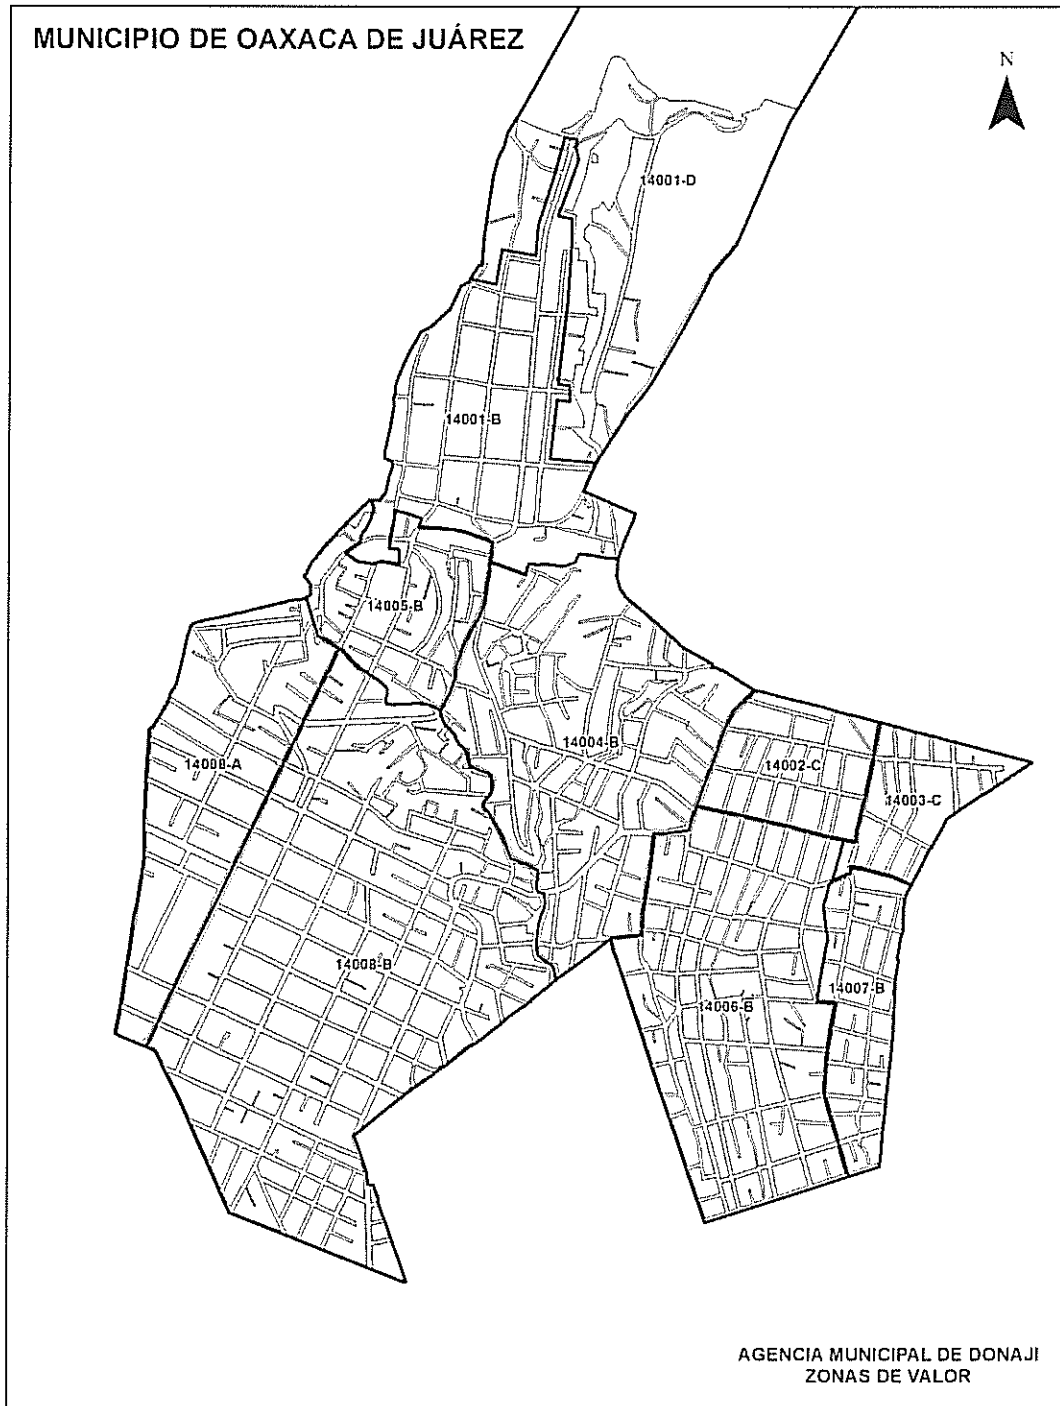 MUNICIPIO DE OAXACA DE JUÁREZ
N
14001-D
14001-B
14005-B
14004-B
14008-A
14002-C
14003-C
14008-B
14007-B
14006-B
AGENCIA MUNICIPAL DE DONAJI
ZONAS DE VALOR